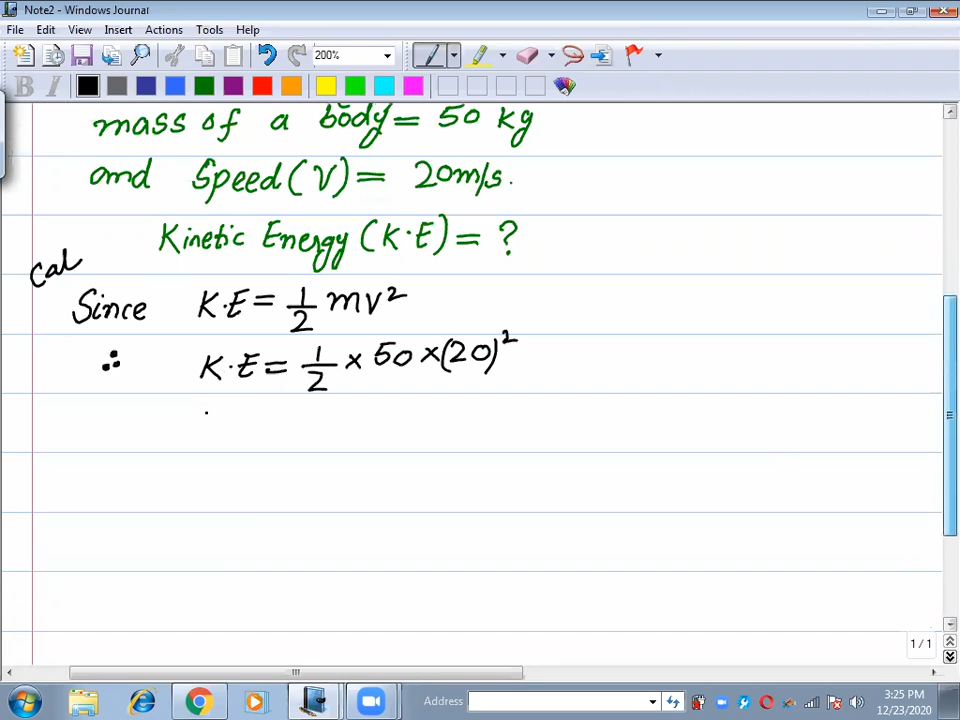 Note2 - Windows Journal
File Edit View Insert Actions Tools Help
200%
B I
mass of a body = 50 kg
and Speed (V) = 20m/s.
Kinetic Energy (K·E) = ?
Cal
Since K·E = 1/2 mv²
∴ K·E = 1/2 × 50 × (20)²
1 / 1
Address
3:25 PM
12/23/2020